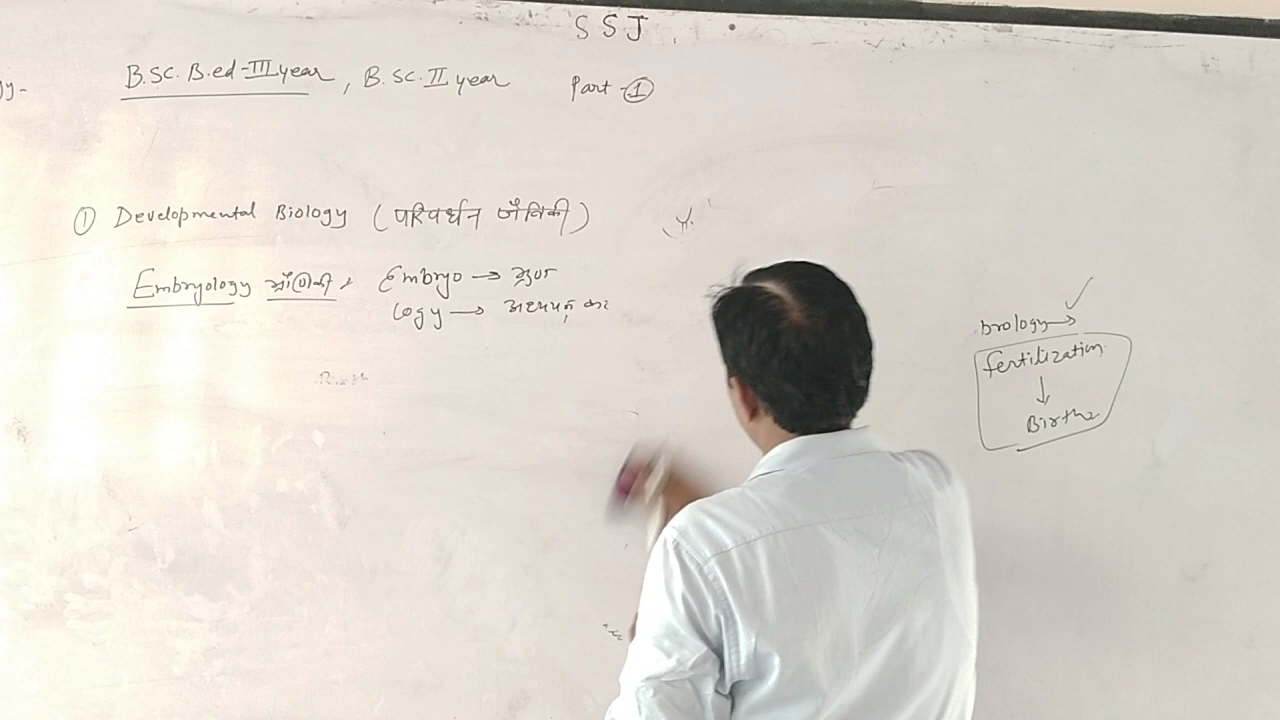 SSJ
B.Sc. B.ed-III year, B.Sc. II year Part-①
① Developmental Biology (परिवर्धन जैविकी)
Embryology Embryo → भ्रूण
Logy → अध्ययन
fertilization
↓
Birth